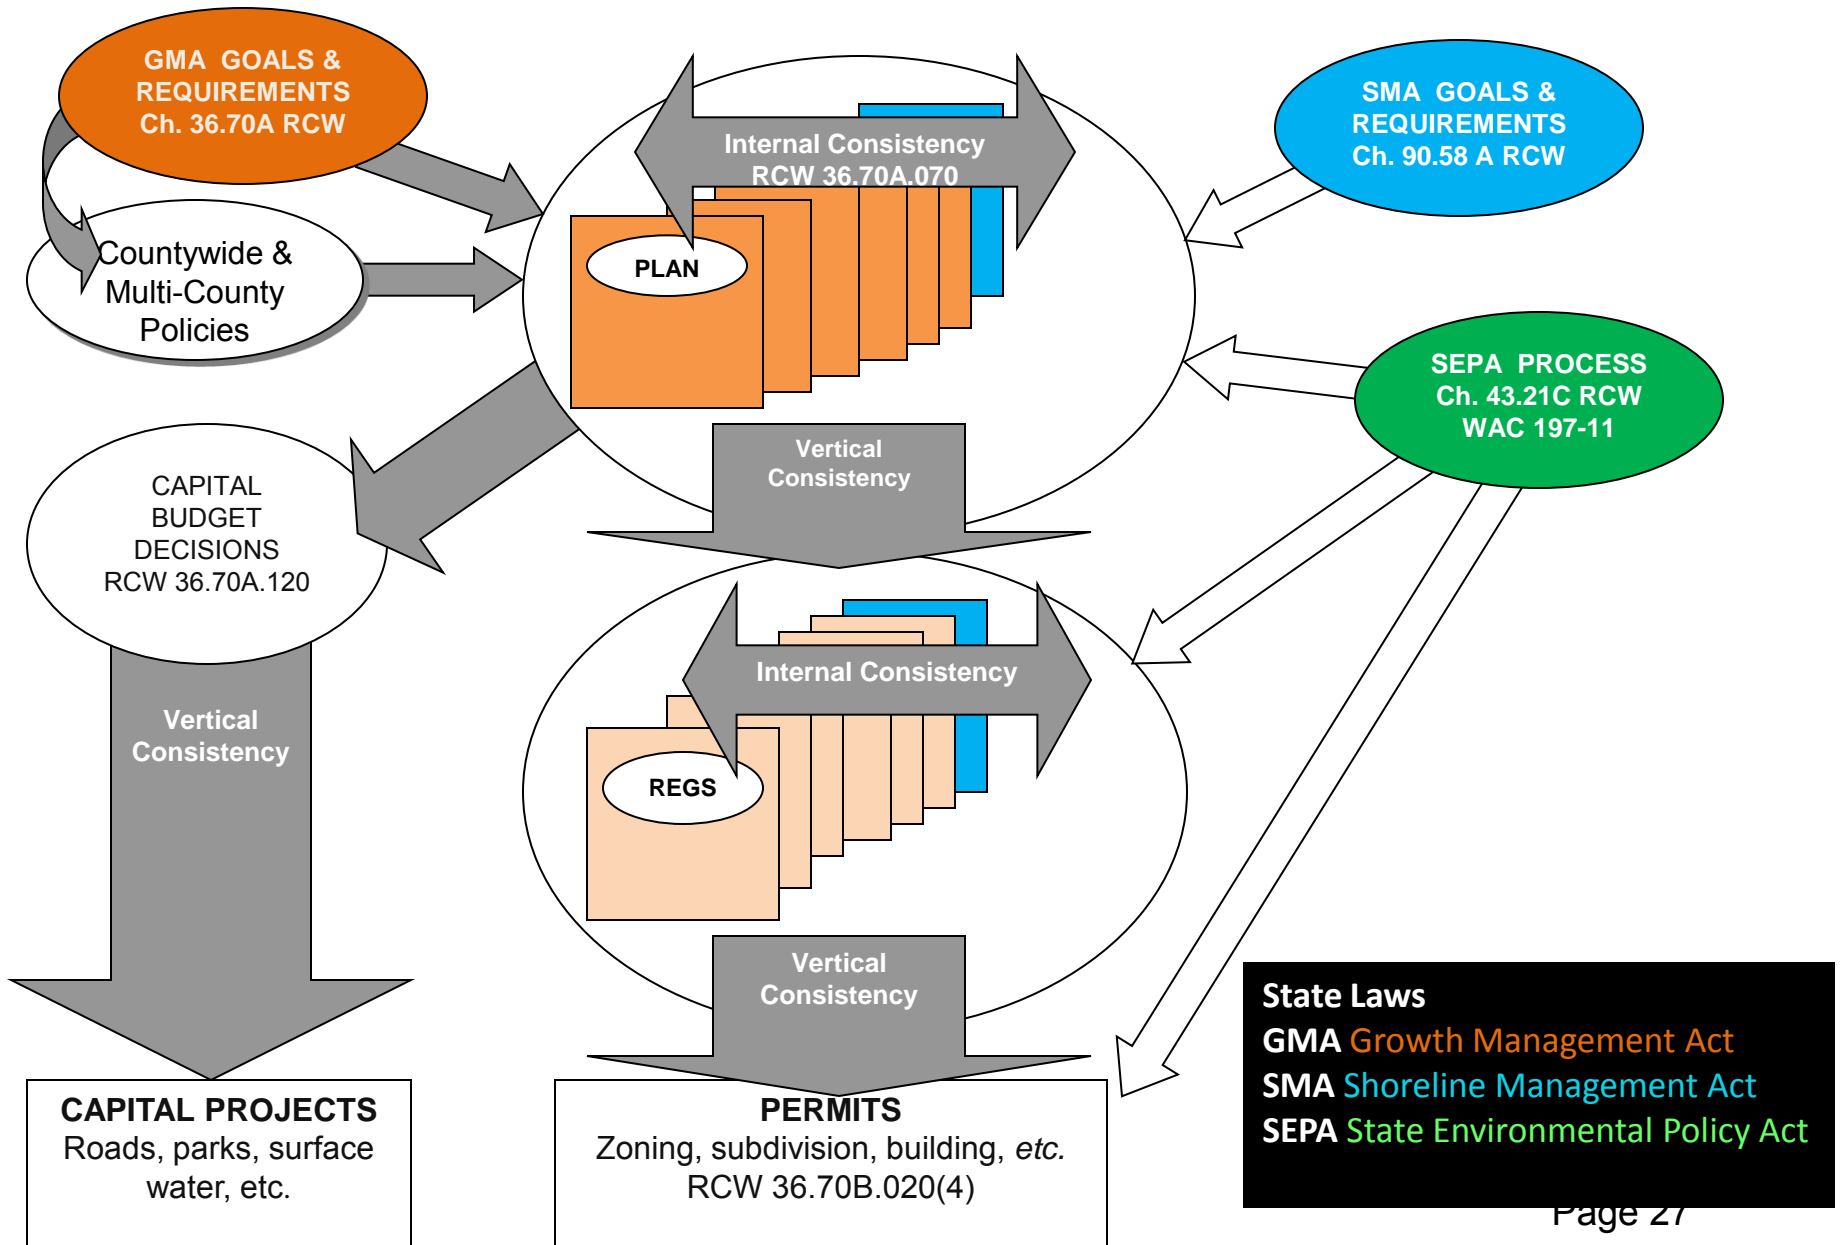 GMA GOALS &
REQUIREMENTS
Ch. 36.70A RCW
Internal Consistency
RCW 36.70A.070
SMA GOALS &
REQUIREMENTS
Ch. 90.58 A RCW
Countywide &
Multi-County
Policies
PLAN
SEPA PROCESS
Ch. 43.21C RCW
WAC 197-11
Vertical
Consistency
CAPITAL
BUDGET
DECISIONS
RCW 36.70A.120
Internal Consistency
Vertical
Consistency
REGS
Vertical
Consistency
CAPITAL PROJECTS
Roads, parks, surface
water, etc.
PERMITS
Zoning, subdivision, building, etc.
RCW 36.70B.020(4)
State Laws
GMA Growth Management Act
SMA Shoreline Management Act
SEPA State Environmental Policy Act
Page 27